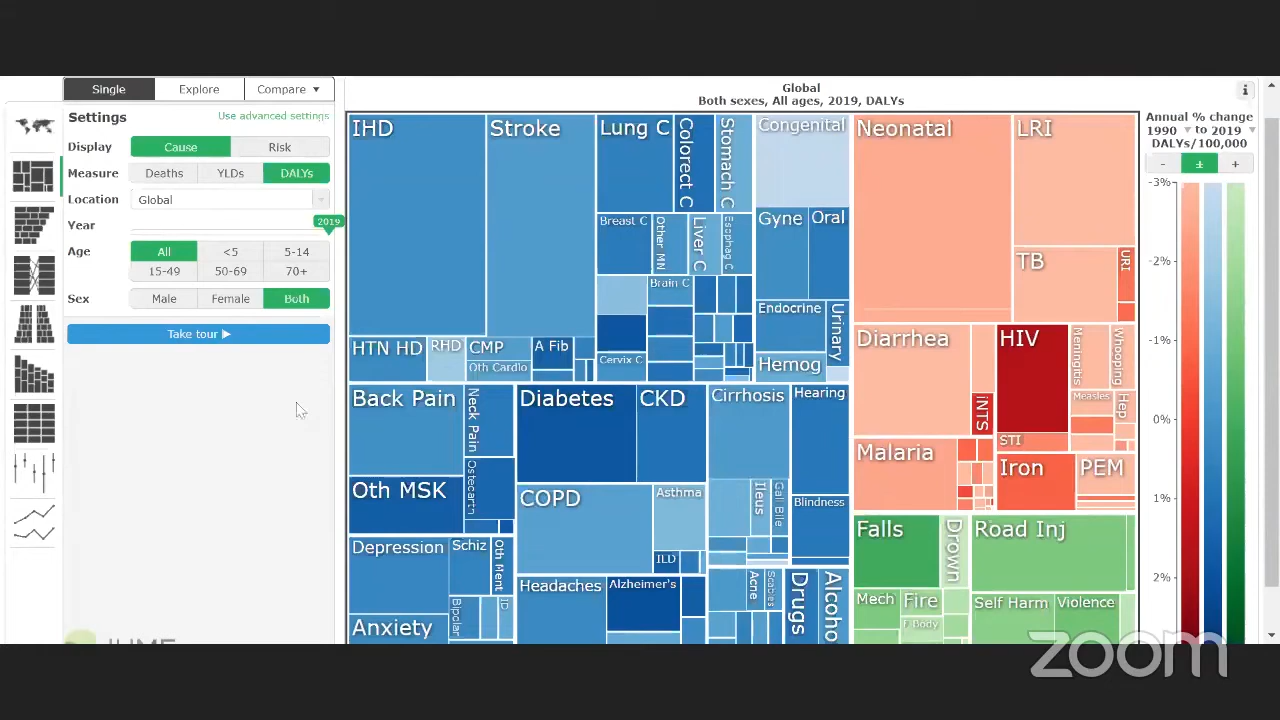 Single
Explore
Compare ▼
Settings
Use advanced settings
Display
Cause
Risk
Measure
Deaths
YLDs
DALYs
Location
Global
Year
2019
Age
All
<5
5-14
15-49
50-69
70+
Sex
Male
Female
Both
Take tour ▶
Global
Both sexes, All ages, 2019, DALYs
i
IHD
Stroke
Lung C
Colorect C
Stomach C
Congenital
Neonatal
LRI
Breast C
Other MN
Liver C
Esophag C
Gyne
Oral
TB
URI
Brain C
Endocrine
Urinary
HTN HD
RHD
CMP
A Fib
Oth Cardio
Cervix C
Hemog
Diarrhea
HIV
Meningitis
Whooping
iNTS
Measles
Hep
STI
Back Pain
Neck Pain
Diabetes
CKD
Cirrhosis
Hearing
Malaria
Iron
PEM
Oth MSK
Osteoarth
COPD
Asthma
Ileus
Gall Bile
Blindness
ILD
Depression
Schiz
Oth Ment
Falls
Drown
Road Inj
Headaches
Alzheimer's
Acne
Scabies
Drugs
Alcoho
Bipolar
ID
Mech
Fire
F Body
Self Harm
Violence
Anxiety
Annual % change
1990 ▼ to 2019 ▼
DALYs/100,000
-
±
+
-3%
-2%
-1%
0%
1%
2%
IHME
zoom